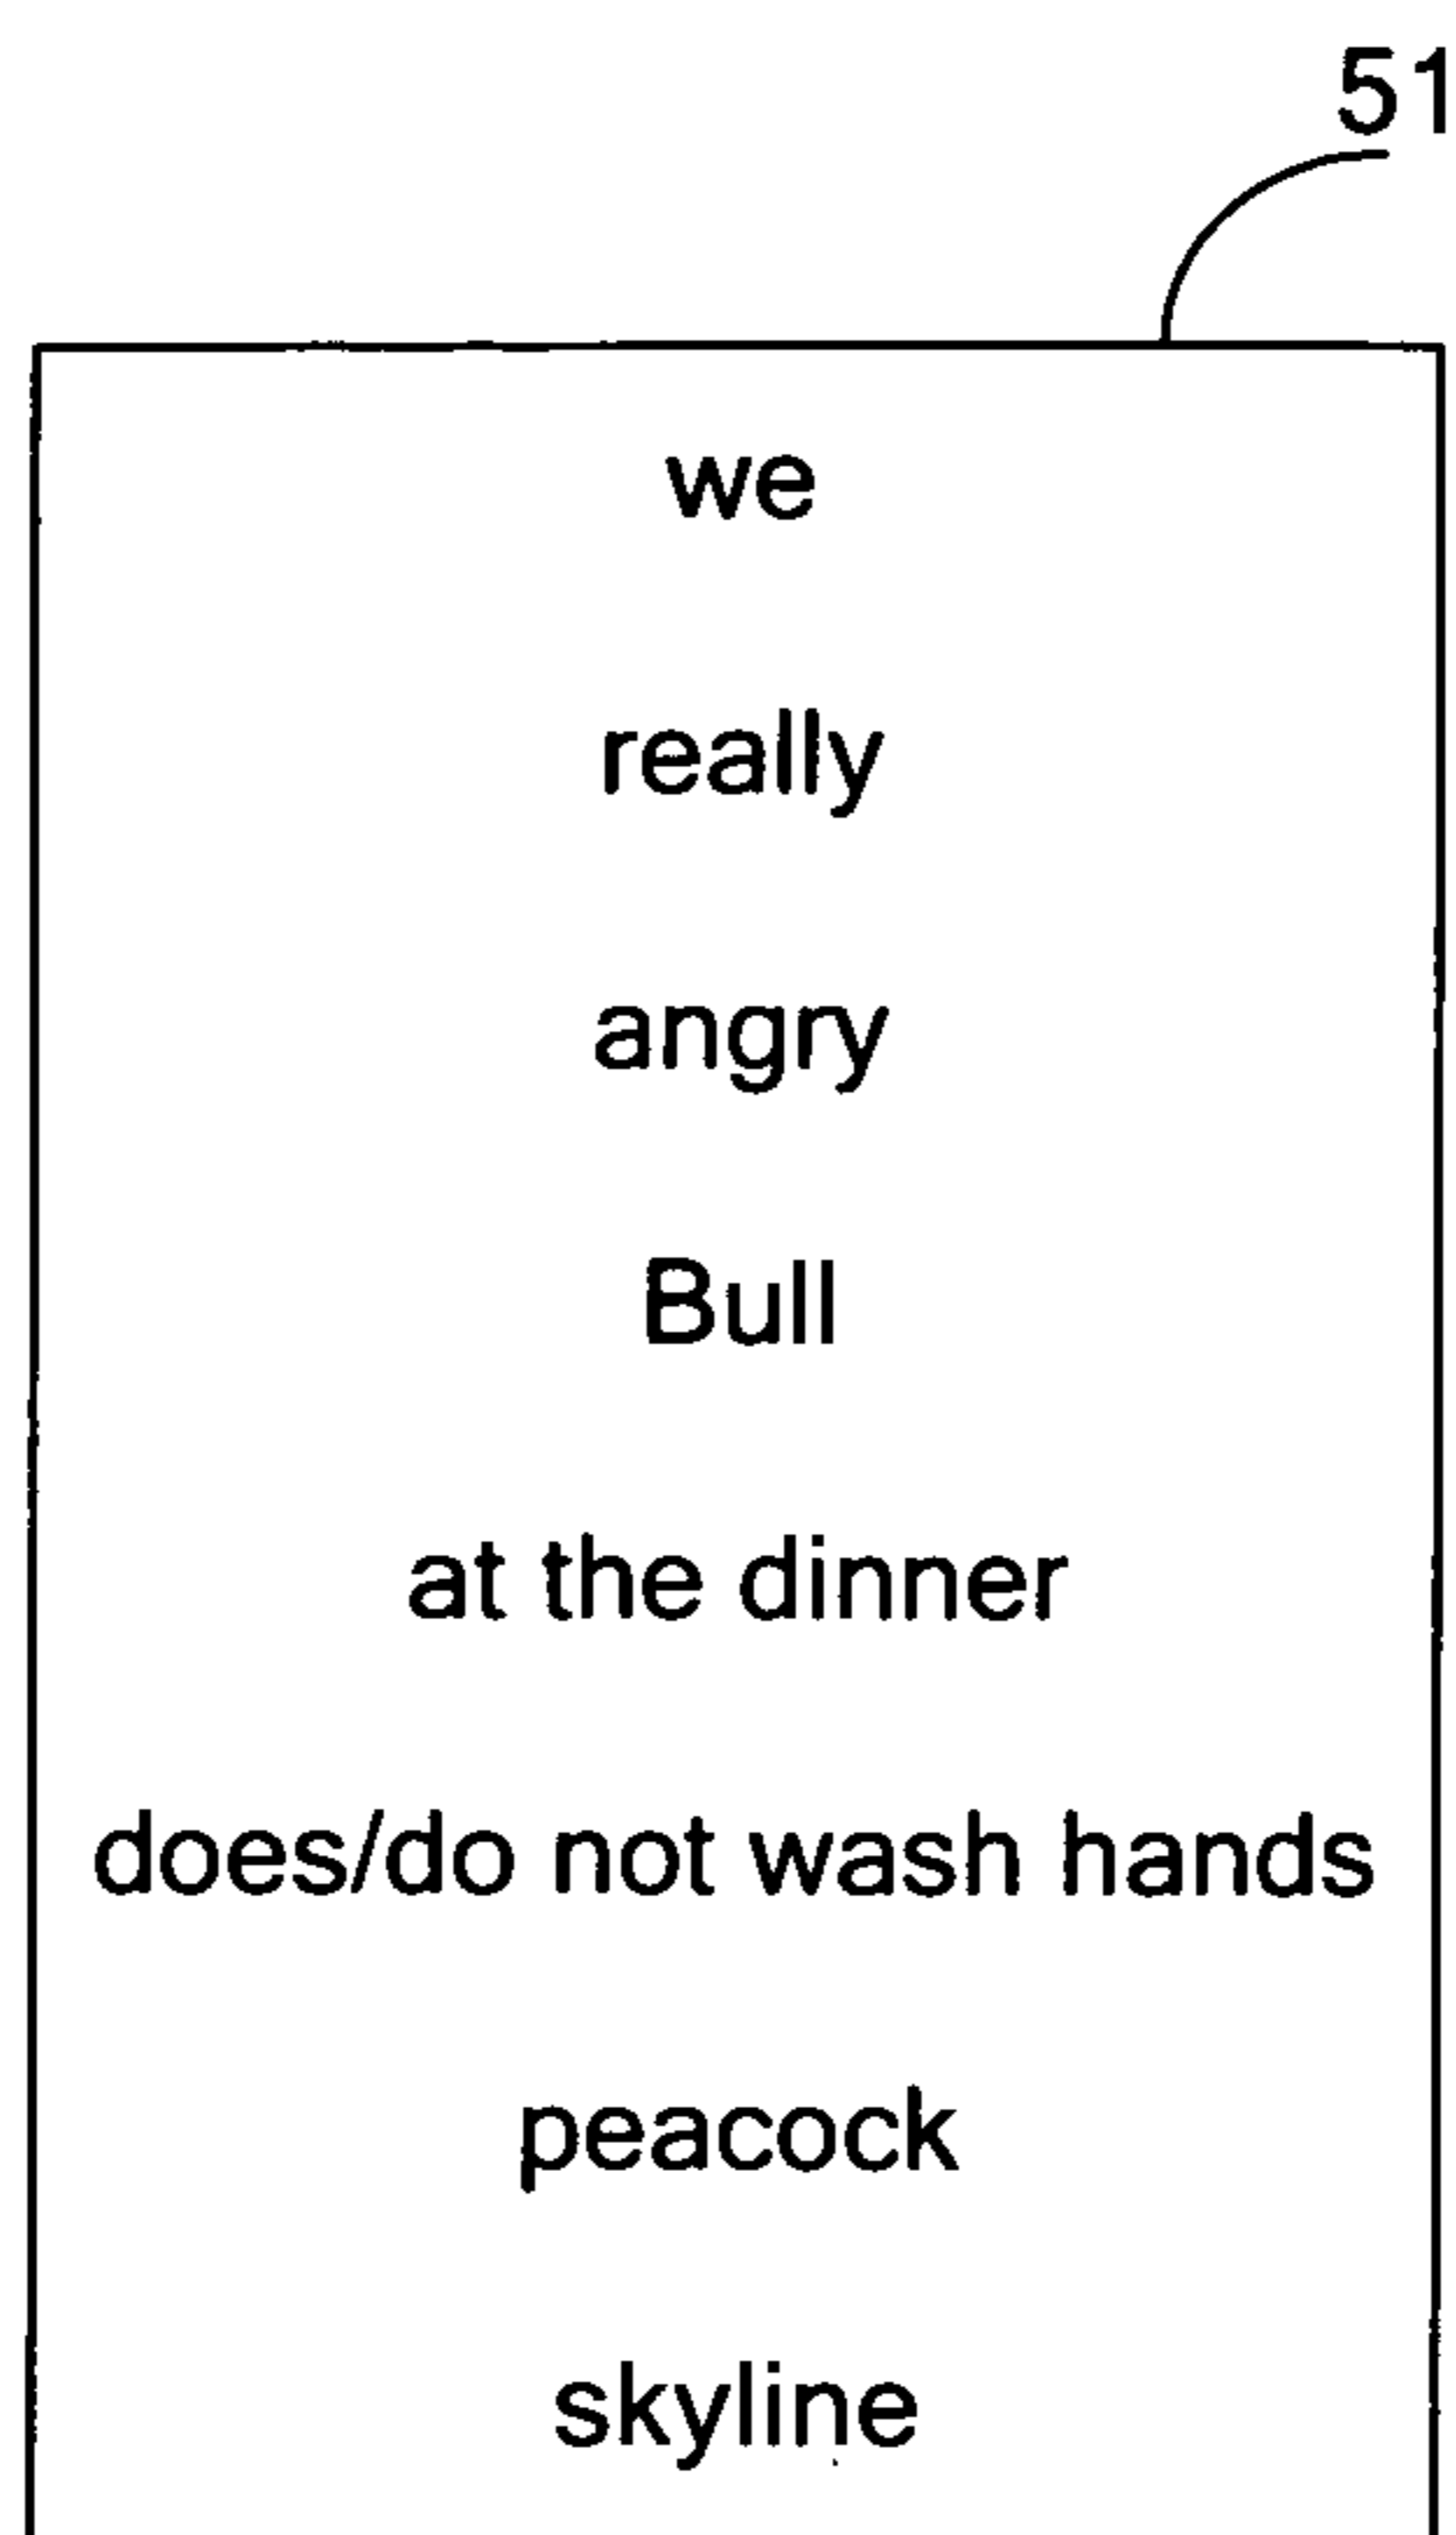 51
we
really
angry
Bull
at the dinner
does/do not wash hands
peacock
skyline